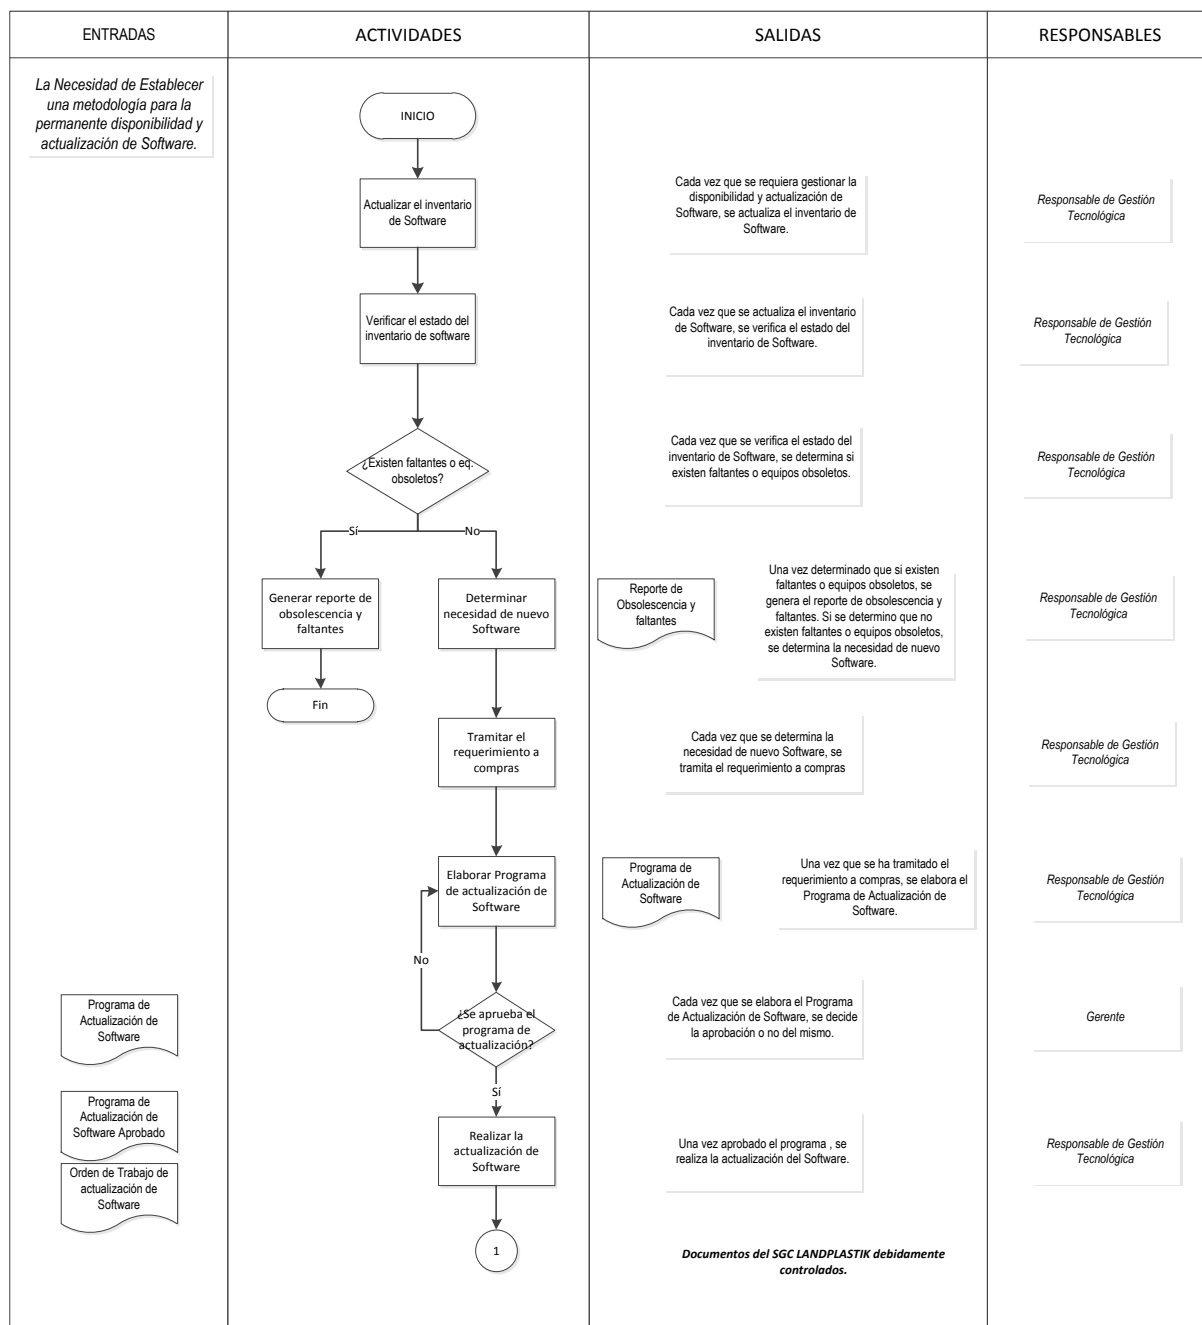 ENTRADAS
ACTIVIDADES
SALIDAS
RESPONSABLES
La Necesidad de Establecer
una metodología para la
permanente disponibilidad y
actualización de Software.
INICIO
Actualizar el inventario
de Software
Cada vez que se requiera gestionar la
disponibilidad y actualización de
Software, se actualiza el inventario de
Software.
Responsable de Gestión
Tecnológica
Verificar el estado del
inventario de software
Cada vez que se actualiza el inventario
de Software, se verifica el estado del
inventario de Software.
Responsable de Gestión
Tecnológica
¿Existen faltantes o eq.
obsoletos?
Cada vez que se verifica el estado del
inventario de Software, se determina si
existen faltantes o equipos obsoletos.
Responsable de Gestión
Tecnológica
Sí
No
Generar reporte de
obsolescencia y
faltantes
Determinar
necesidad de nuevo
Software
Reporte de
Obsolescencia y
faltantes
Una vez determinado que si existen
faltantes o equipos obsoletos, se
genera el reporte de obsolescencia y
faltantes. Si se determino que no
existen faltantes o equipos obsoletos,
se determina la necesidad de nuevo
Software.
Responsable de Gestión
Tecnológica
Fin
Tramitar el
requerimiento a
compras
Cada vez que se determina la
necesidad de nuevo Software, se
tramita el requerimiento a compras
Responsable de Gestión
Tecnológica
Elaborar Programa
de actualización de
Software
Programa de
Actualización de
Software
Una vez que se ha tramitado el
requerimiento a compras, se elabora el
Programa de Actualización de
Software.
Responsable de Gestión
Tecnológica
No
Programa de
Actualización de
Software
¿Se aprueba el
programa de
actualización?
Cada vez que se elabora el Programa
de Actualización de Software, se decide
la aprobación o no del mismo.
Gerente
Sí
Programa de
Actualización de
Software Aprobado
Orden de Trabajo de
actualización de
Software
Realizar la
actualización de
Software
Una vez aprobado el programa , se
realiza la actualización del Software.
Responsable de Gestión
Tecnológica
1
Documentos del SGC LANDPLASTIK debidamente
controlados.